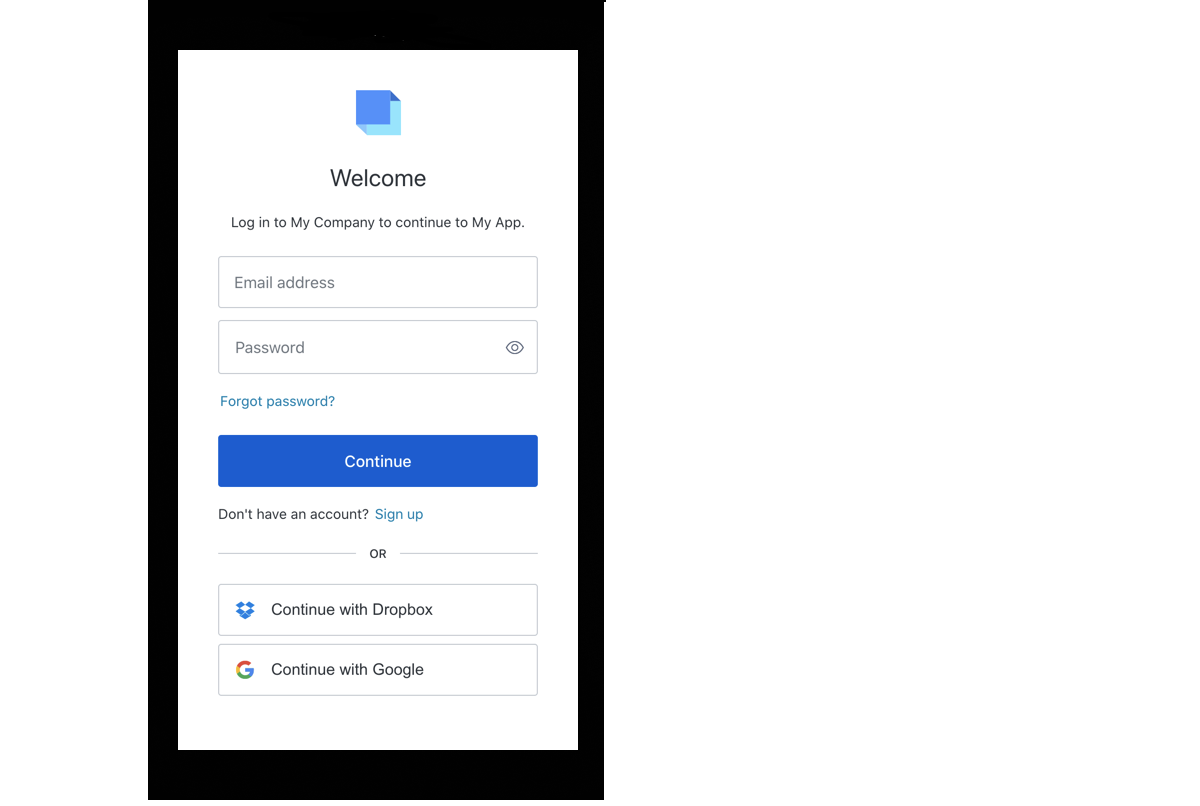 Welcome
Log in to My Company to continue to My App.
Email address
Password
Forgot password?
Continue
Don't have an account? Sign up
OR
Continue with Dropbox
Continue with Google